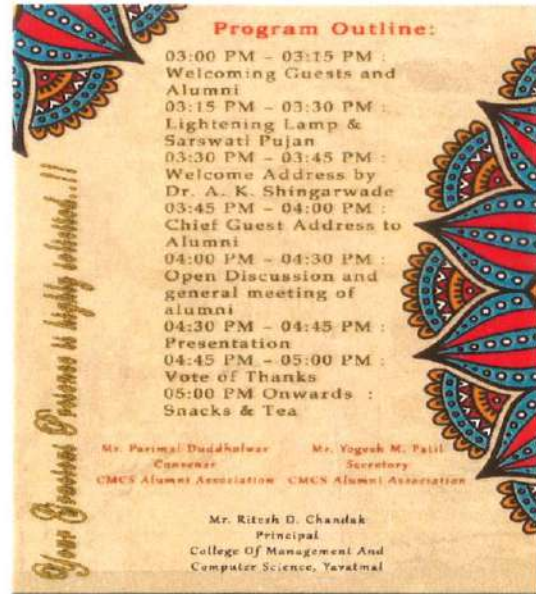 Program Outline:
03:00 PM – 03:15 PM :
Welcoming Guests and
Alumni
03:15 PM – 03:30 PM :
Lightening Lamp &
Sarswati Pujan
03:30 PM – 03:45 PM :
Welcome Address by
Dr. A. K. Shingarwade
03:45 PM – 04:00 PM :
Chief Guest Address to
Alumni
04:00 PM – 04:30 PM :
Open Discussion and
general meeting of
alumni
04:30 PM – 04:45 PM :
Presentation
04:45 PM – 05:00 PM :
Vote of Thanks
05:00 PM Onwards :
Snacks & Tea
Your Gracious Presense is highly solicited..!!
Mr. Parimal Duddhalwar
Convener
CMCS Alumni Association
Mr. Yogesh M. Patil
Secretary
CMCS Alumni Association
Mr. Ritesh D. Chandak
Principal
College Of Management And
Computer Science, Yavatmal